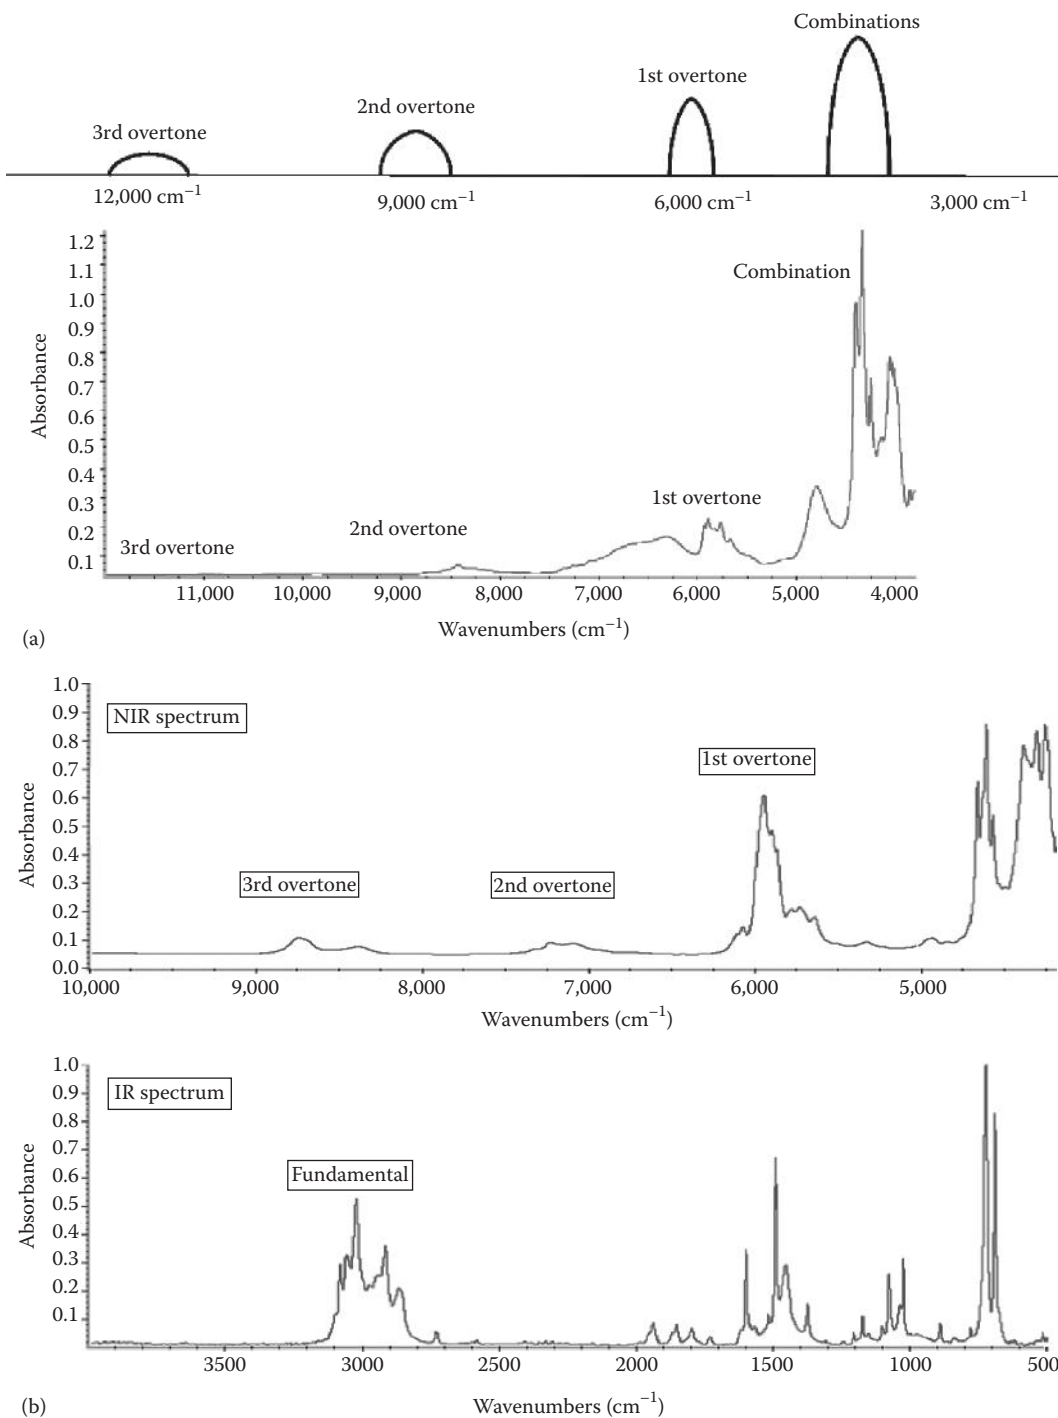 Combinations
1st overtone
2nd overtone
3rd overtone
12,000 cm⁻¹
9,000 cm⁻¹
6,000 cm⁻¹
3,000 cm⁻¹
1.2
1.1
1.0
0.9
0.8
0.7
0.6
0.5
0.4
0.3
0.2
0.1
Absorbance
Combination
1st overtone
2nd overtone
3rd overtone
11,000 10,000 9,000 8,000 7,000 6,000 5,000 4,000
Wavenumbers (cm⁻¹)
(a)
1.0
0.9
0.8
0.7
0.6
0.5
0.4
0.3
0.2
0.1
0.0
Absorbance
NIR spectrum
1st overtone
3rd overtone
2nd overtone
10,000 9,000 8,000 7,000 6,000 5,000
Wavenumbers (cm⁻¹)
1.0
0.9
0.8
0.7
0.6
0.5
0.4
0.3
0.2
0.1
Absorbance
IR spectrum
Fundamental
3500 3000 2500 2000 1500 1000 500
Wavenumbers (cm⁻¹)
(b)